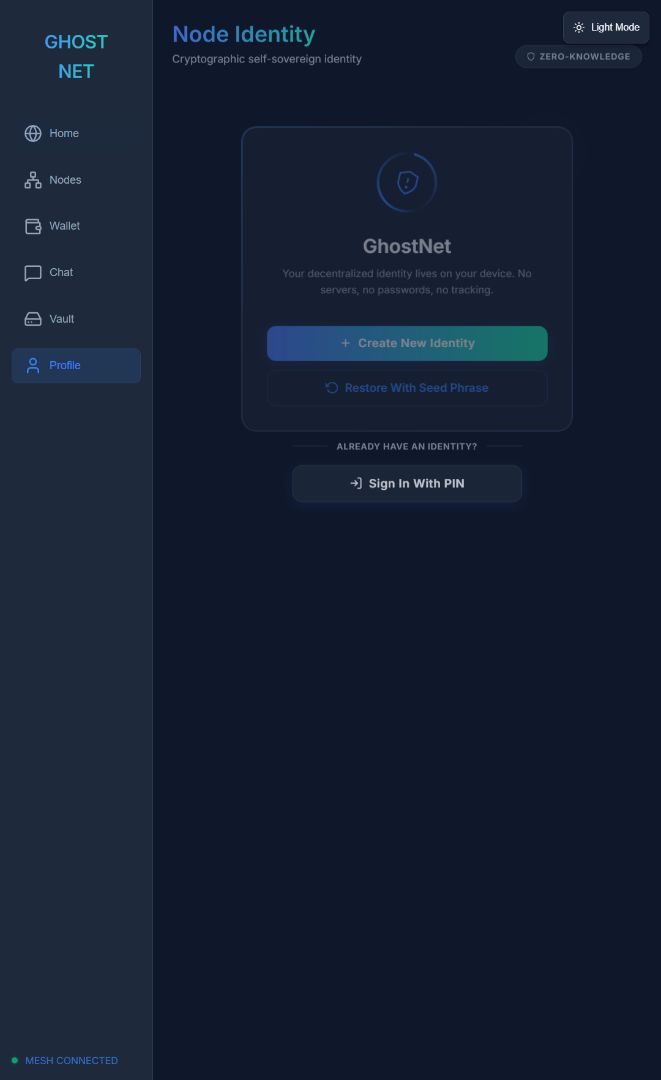 GHOST
NET
Home
Nodes
Wallet
Chat
Vault
Profile
MESH CONNECTED
Node Identity
Cryptographic self-sovereign identity
Light Mode
ZERO-KNOWLEDGE
GhostNet
Your decentralized identity lives on your device. No
servers, no passwords, no tracking.
Create New Identity
Restore With Seed Phrase
ALREADY HAVE AN IDENTITY?
Sign In With PIN